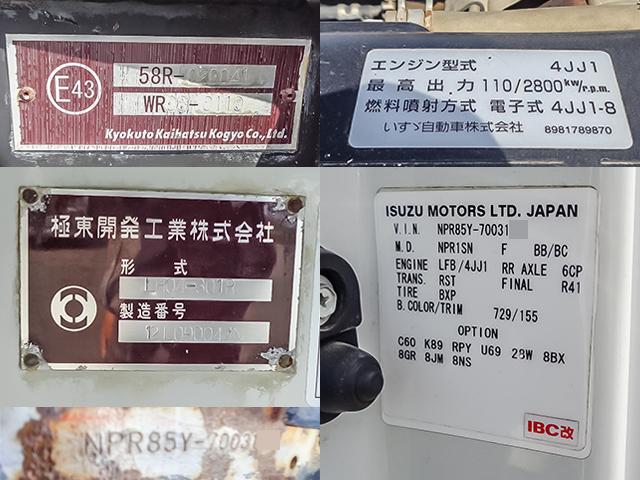 E43
58R-
WR
Kyokuto Kaihatsu Kogyo Co., Ltd.
エンジン型式 4JJ1
最高出力 110/2800kw/r.p.m.
燃料噴射方式 電子式 4JJ1-8
いすゞ自動車株式会社 8981789870
極東開発工業株式会社
形式
製造番号
ISUZU MOTORS LTD. JAPAN
V.I.N. NPR85Y-70031
M.D. NPR1SN F BB/BC
ENGINE LFB/4JJ1 RR AXLE 6CP
TRANS. RST FINAL R41
TIRE BXP
B.COLOR/TRIM 729/155
OPTION
C60 K89 RPY U69 28W 8BX
8GR 8JM 8NS
IBC改
NPR85Y-7003